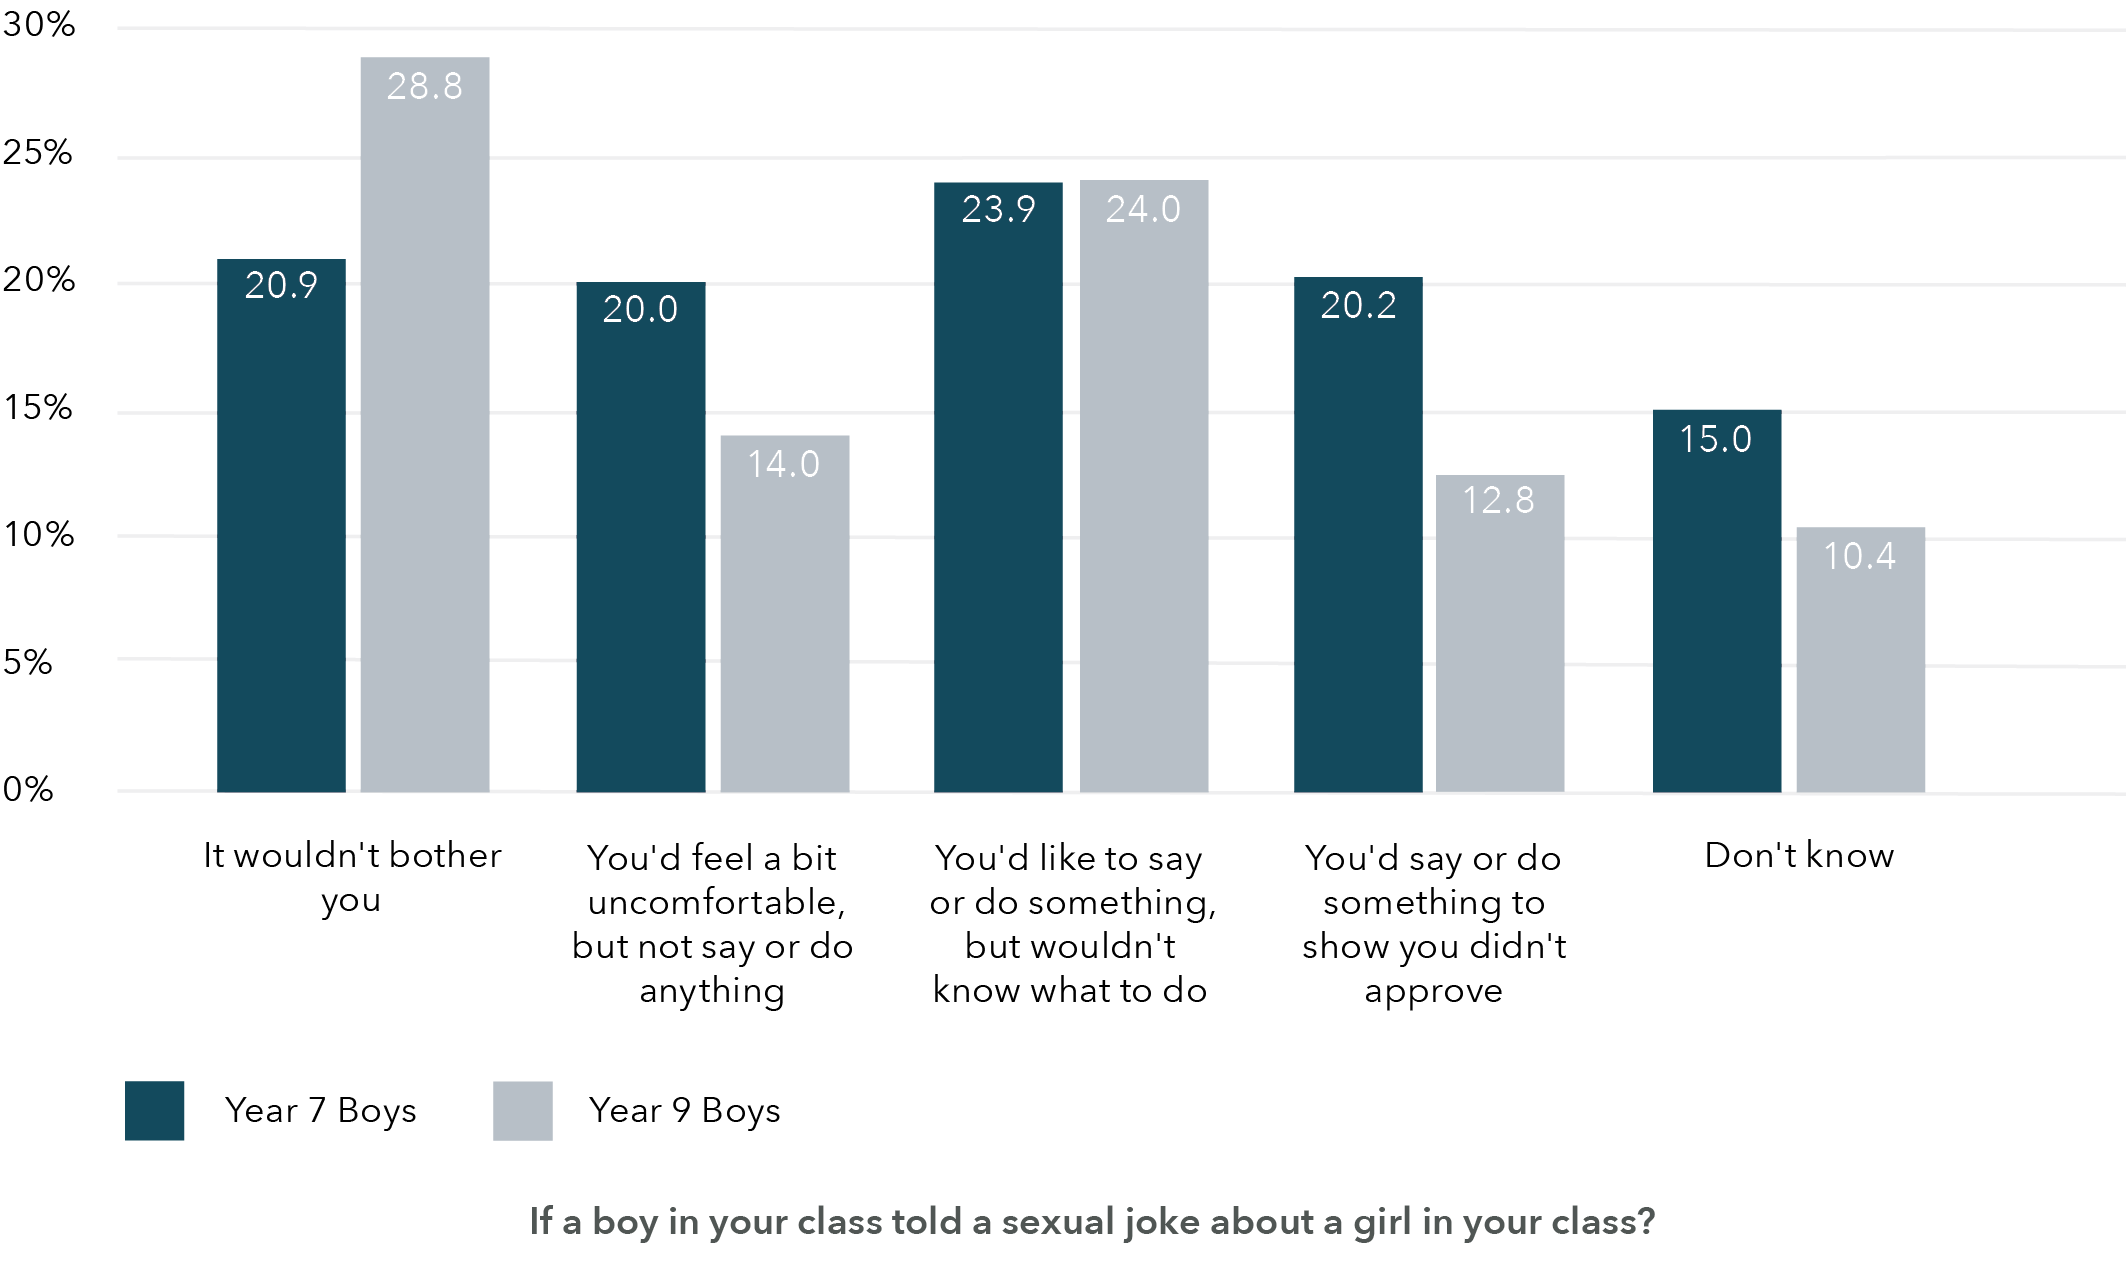 30%
25%
20%
15%
10%
5%
0%
20.9
28.8
20.0
14.0
23.9
24.0
20.2
12.8
15.0
10.4
It wouldn't bother
you
You'd feel a bit
uncomfortable,
but not say or do
anything
You'd like to say
or do something,
but wouldn't
know what to do
You'd say or do
something to
show you didn't
approve
Don't know
Year 7 Boys
Year 9 Boys
If a boy in your class told a sexual joke about a girl in your class?